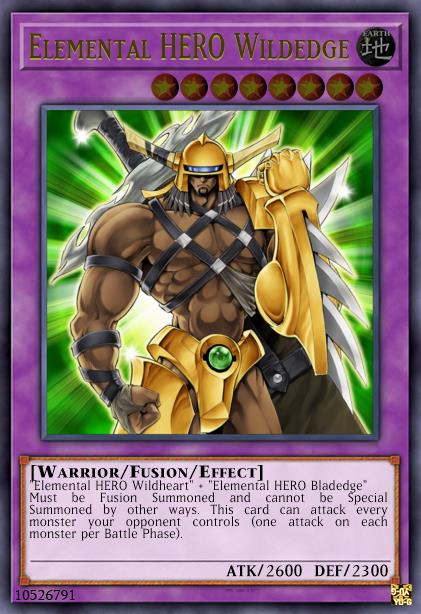 Elemental HERO Wildedge
EARTH
地
[Warrior/Fusion/Effect]
"Elemental HERO Wildheart" + "Elemental HERO Bladedge"
Must be Fusion Summoned and cannot be Special
Summoned by other ways. This card can attack every
monster your opponent controls (one attack on each
monster per Battle Phase).
ATK/2600 DEF/2300
10526791